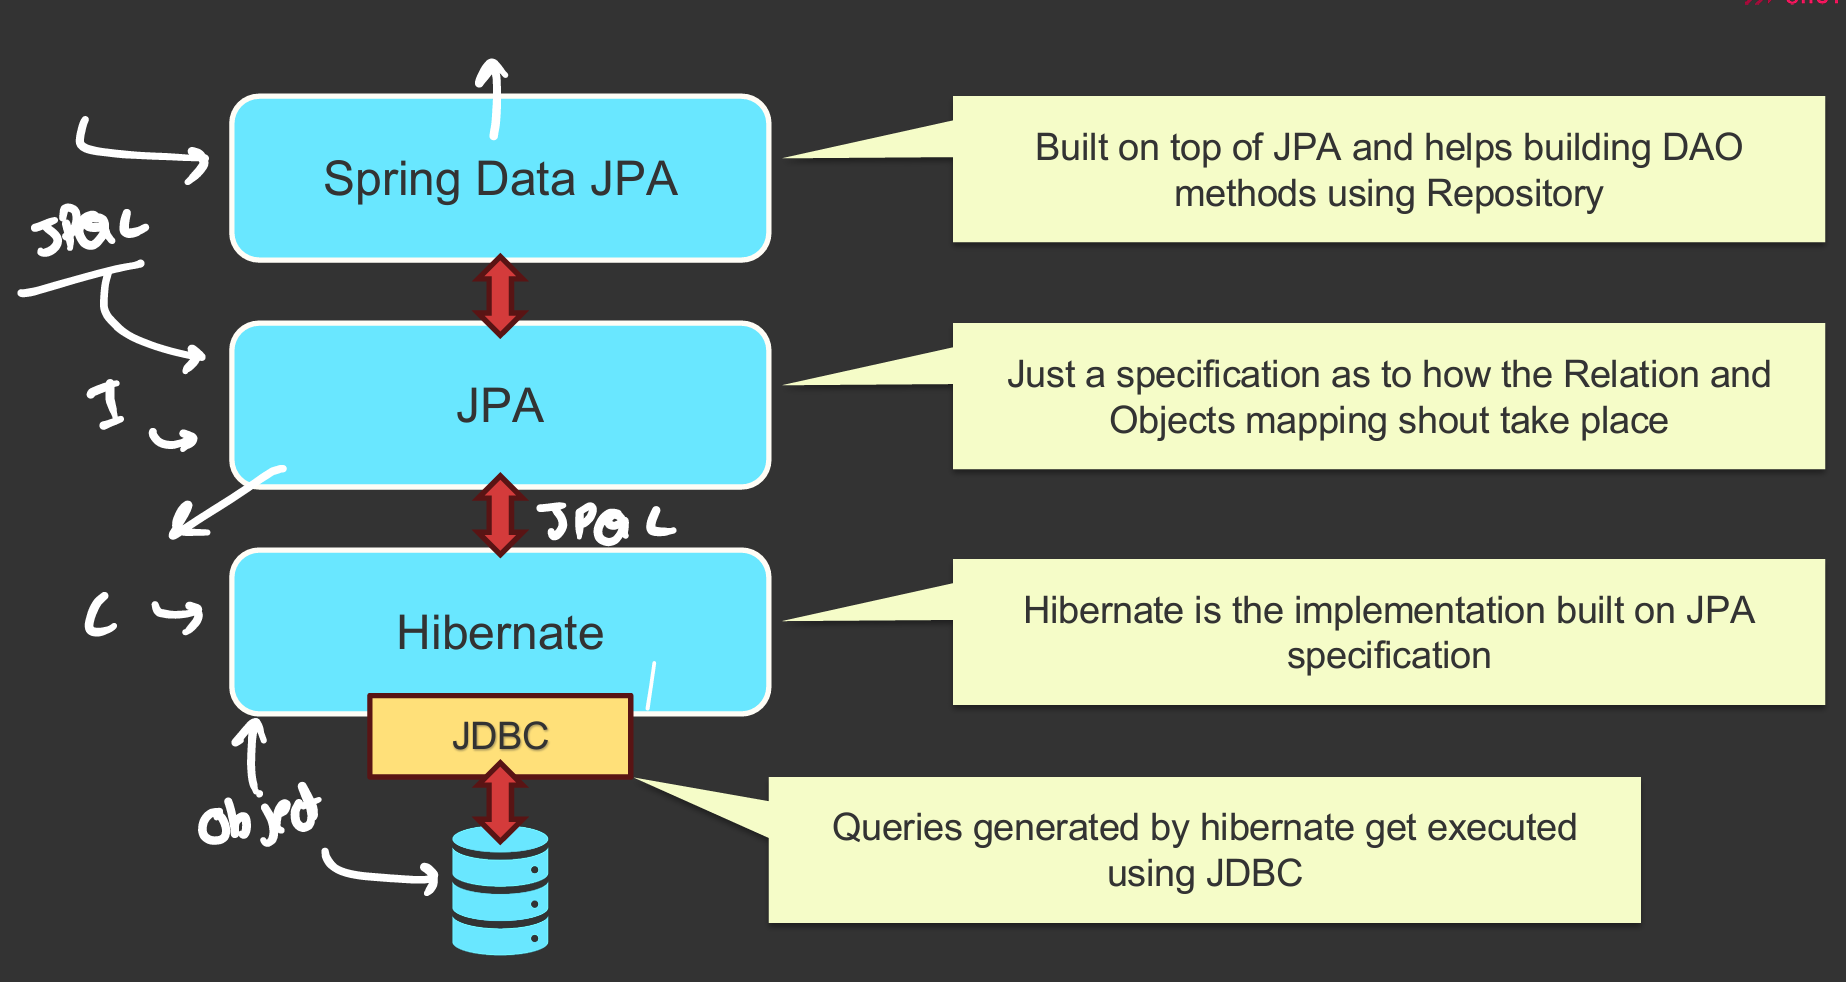 Spring Data JPA
Built on top of JPA and helps building DAO
methods using Repository
JPQL
JPA
Just a specification as to how the Relation and
Objects mapping shout take place
I
JPQL
C
Hibernate
Hibernate is the implementation built on JPA
specification
JDBC
Object
Queries generated by hibernate get executed
using JDBC